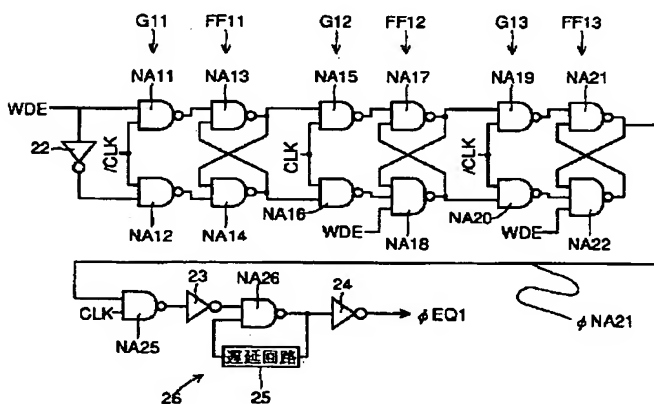 G11 FF11 G12 FF12 G13 FF13
NA11 NA13 NA15 NA17 NA19 NA21
WDE
22
/CLK CLK /CLK
NA12 NA14 NA16 WDE NA18 NA20 WDE NA22
23 NA26 24
CLK
NA25
φEQ1
φNA21
遅延回路
26 25